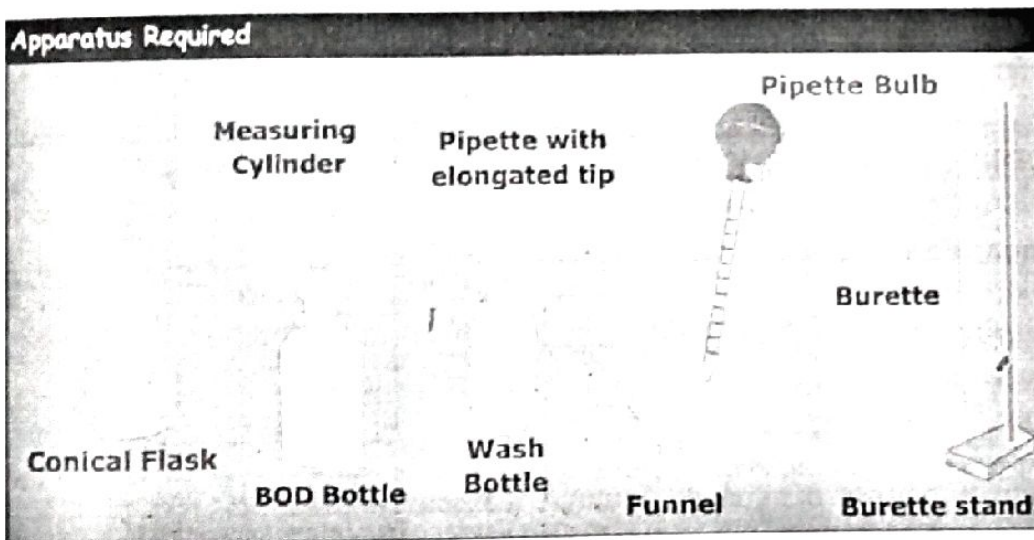 Apparatus Required
Pipette Bulb
Measuring
Cylinder
Pipette with
elongated tip
Burette
Conical Flask
BOD Bottle
Wash
Bottle
Funnel
Burette stand